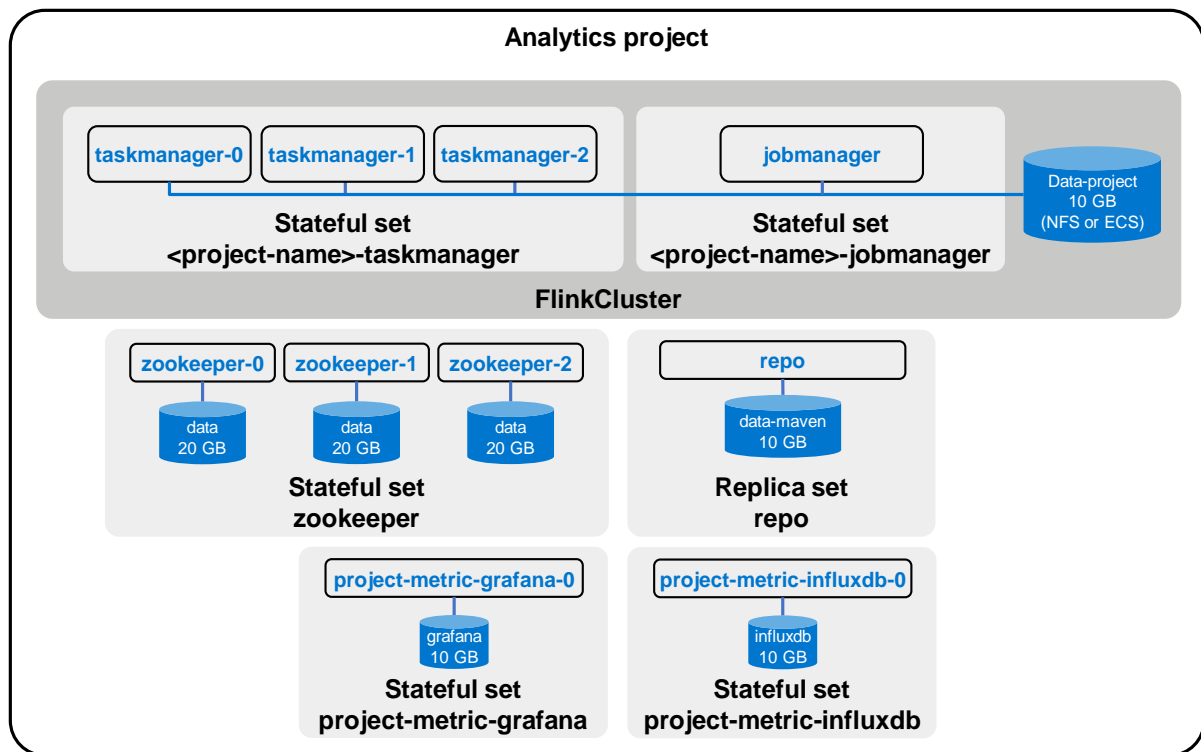 Analytics project
taskmanager-0
taskmanager-1
taskmanager-2
Stateful set
<project-name>-taskmanager
jobmanager
Stateful set
<project-name>-jobmanager
Data-project
10 GB
(NFS or ECS)
FlinkCluster
zookeeper-0
zookeeper-1
zookeeper-2
data
20 GB
data
20 GB
data
20 GB
Stateful set
zookeeper
repo
data-maven
10 GB
Replica set
repo
project-metric-grafana-0
grafana
10 GB
Stateful set
project-metric-grafana
project-metric-influxdb-0
influxdb
10 GB
Stateful set
project-metric-influxdb